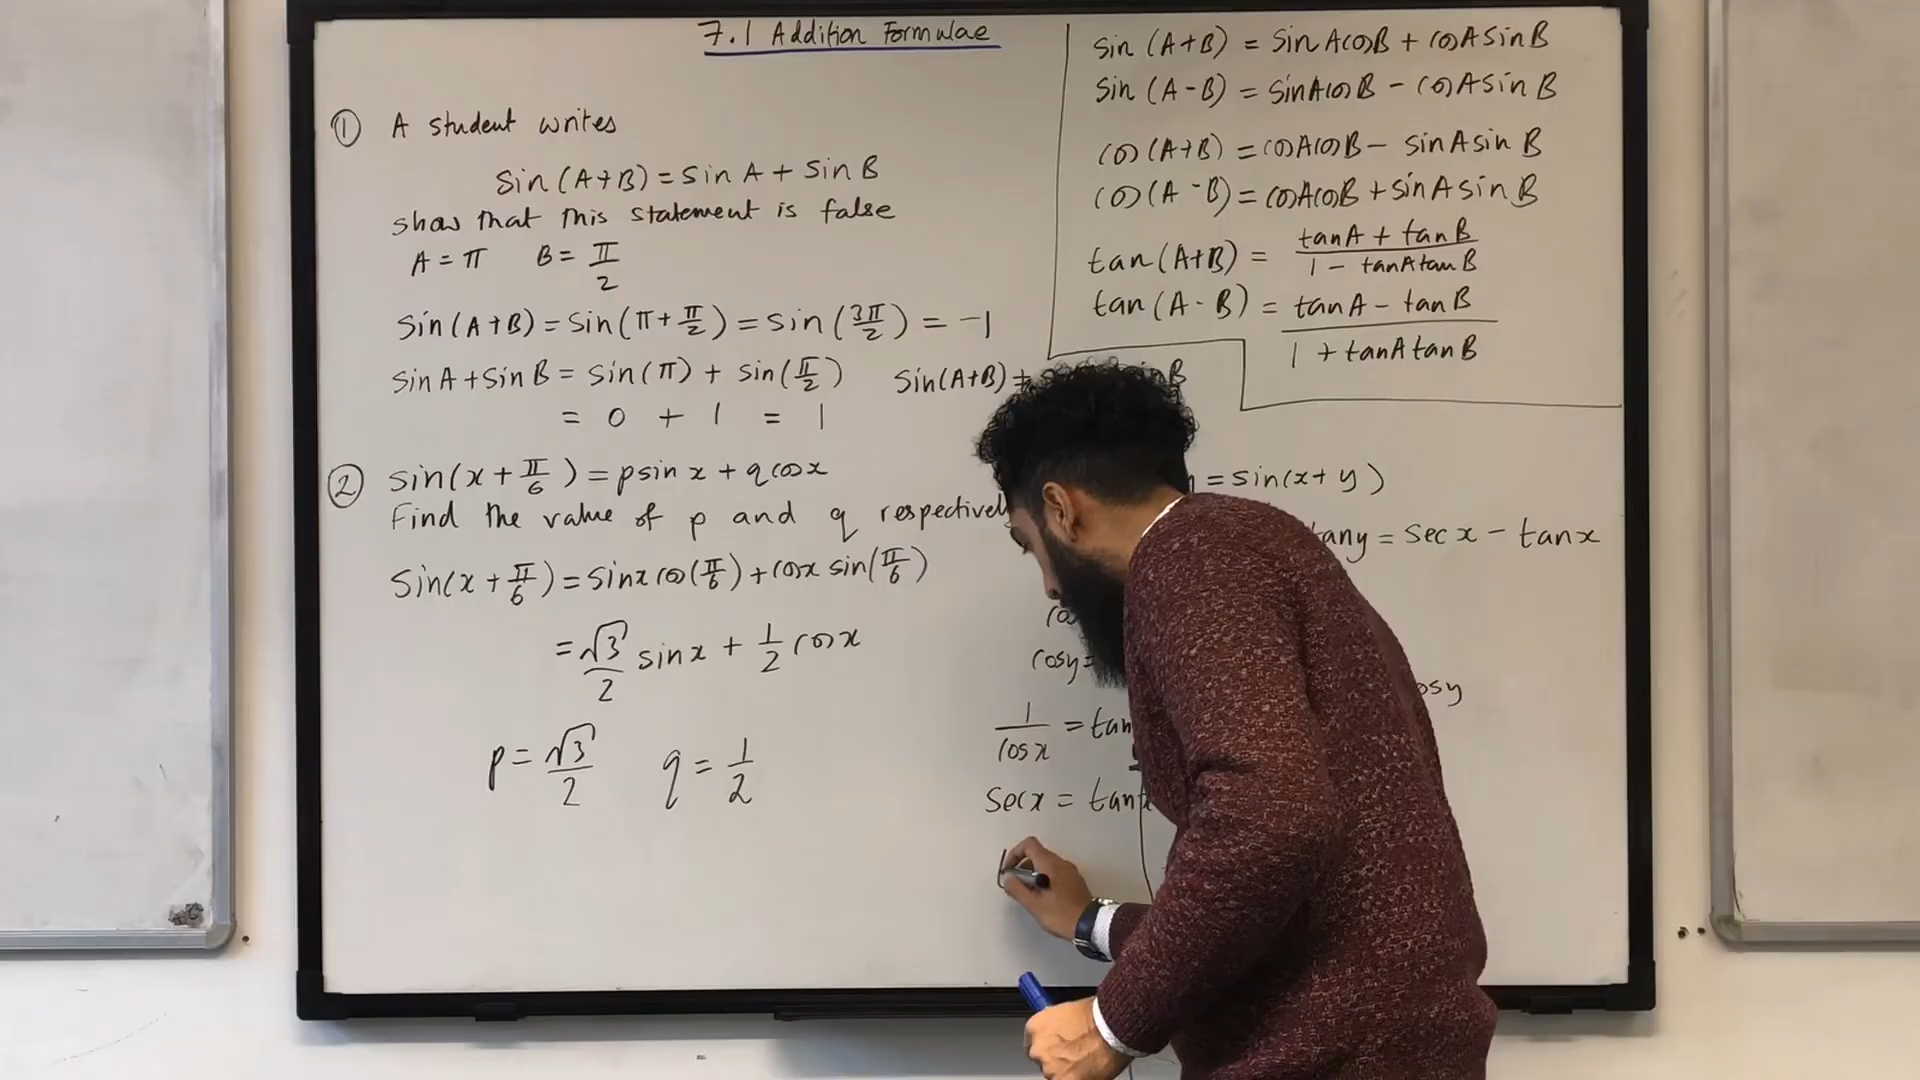 7.1 Addition Formulae
① A student writes
sin (A+B) = sin A + sin B
show that this statement is false
A = π B = π/2
sin(A+B) = sin(π+π/2) = sin(3π/2) = -1
sin A + sin B = sin(π) + sin(π/2) sin(A+B) ≠ sin B
= 0 + 1 = 1
② sin(x + π/6) = p sin x + q cos x
Find the value of p and q
sin(x + π/6) = sin x cos(π/6) + cos x sin(π/6)
= √3/2 sin x + 1/2 cos x
p = √3/2 q = 1/2
sin (A+B) = sin A cos B + cos A sin B
sin (A-B) = sin A cos B - cos A sin B
cos (A+B) = cos A cos B - sin A sin B
cos (A-B) = cos A cos B + sin A sin B
tan(A+B) = tan A + tan B / 1 - tan A tan B
tan (A-B) = tan A - tan B / 1 + tan A tan B
= sin(x + y)
tan y = sec x - tan x
cos y =
1/cos x = tan
sec x = tan